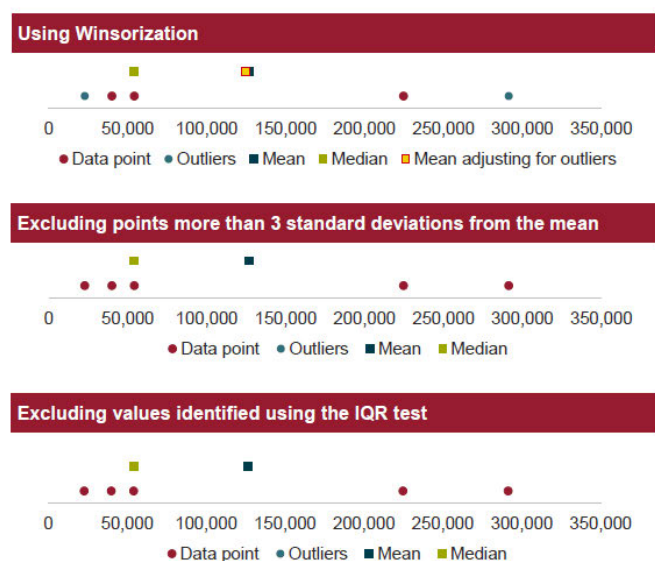 Using Winsorization
0 50,000 100,000 150,000 200,000 250,000 300,000 350,000
Data point Outliers Mean Median Mean adjusting for outliers
Excluding points more than 3 standard deviations from the mean
0 50,000 100,000 150,000 200,000 250,000 300,000 350,000
Data point Outliers Mean Median
Excluding values identified using the IQR test
0 50,000 100,000 150,000 200,000 250,000 300,000 350,000
Data point Outliers Mean Median